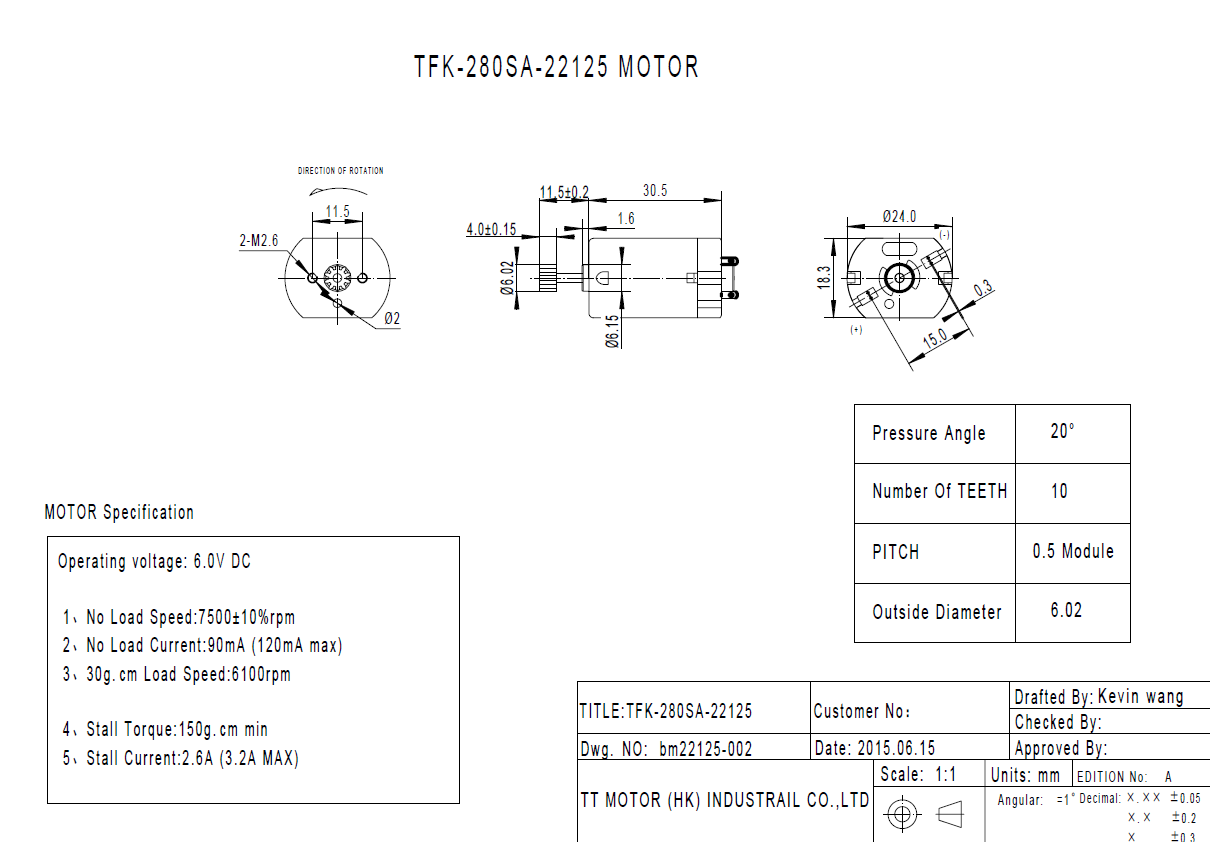 TFK-280SA-22125 MOTOR
DIRECTION OF ROTATION
11.5
2-M2.6
Ø2
11.5±0.2
30.5
4.0±0.15
1.6
Ø6.02
Ø6.15
Ø24.0
(-)
18.3
0.3
(+)
15.0
Pressure Angle 20°
Number Of TEETH 10
PITCH 0.5 Module
Outside Diameter 6.02
MOTOR Specification
Operating voltage: 6.0V DC
1、No Load Speed:7500±10%rpm
2、No Load Current:90mA (120mA max)
3、30g.cm Load Speed:6100rpm
4、Stall Torque:150g.cm min
5、Stall Current:2.6A (3.2A MAX)
TITLE:TFK-280SA-22125 Customer No: Drafted By: Kevin wang
Checked By:
Dwg. NO: bm22125-002 Date: 2015.06.15 Approved By:
TT MOTOR (HK) INDUSTRAIL CO.,LTD Scale: 1:1 Units: mm EDITION No: A
Angular: =1° Decimal: X.XX ±0.05
X.X ±0.2
X ±0.3